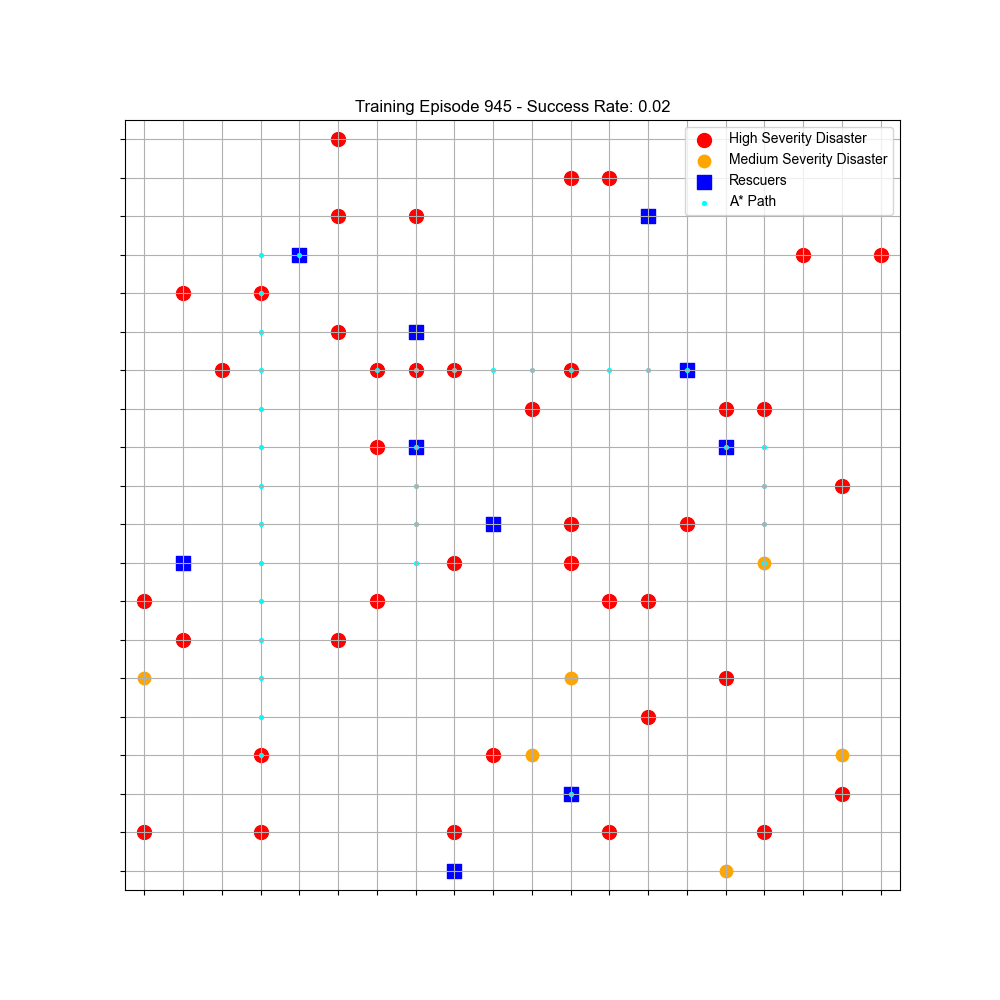 Training Episode 945 - Success Rate: 0.02
High Severity Disaster
Medium Severity Disaster
Rescuers
A* Path